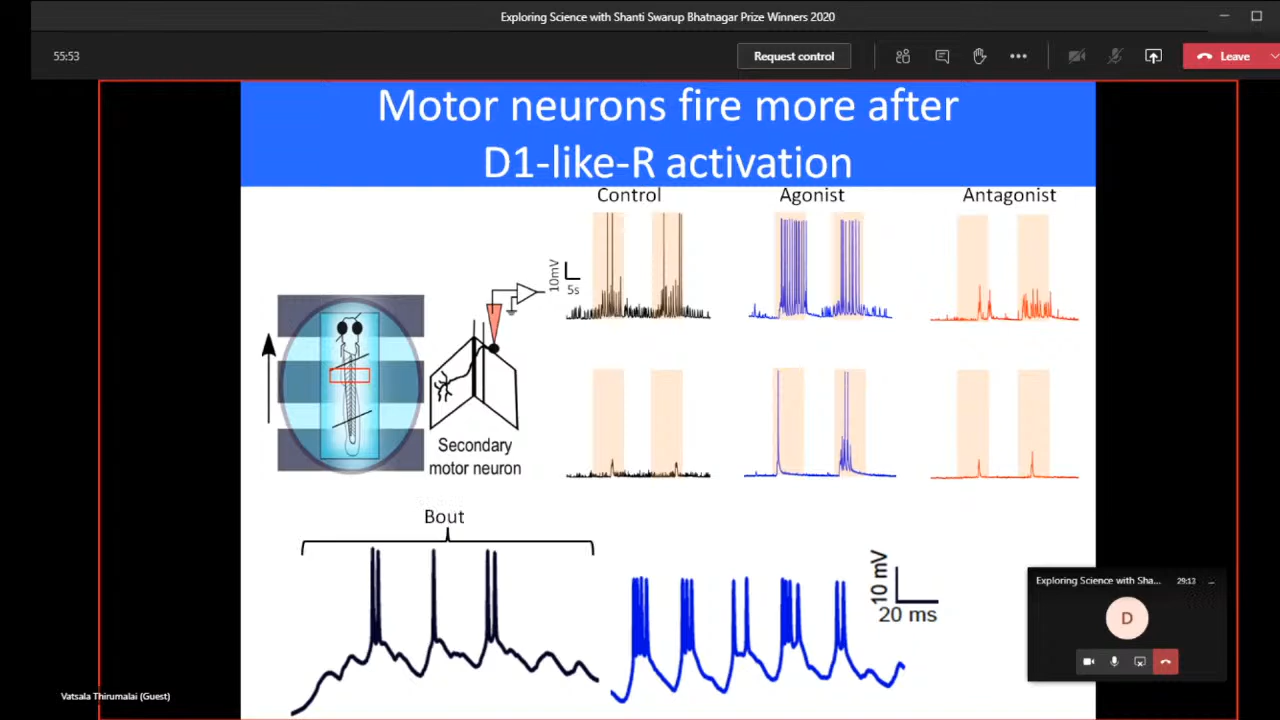 Exploring Science with Shanti Swarup Bhatnagar Prize Winners 2020
55:53
Request control
Leave
Motor neurons fire more after
D1-like-R activation
Control
Agonist
Antagonist
10mV
5s
Secondary
motor neuron
Bout
10 mV
20 ms
Exploring Science with Sha...
29:13
D
Vatsala Thirumalai (Guest)